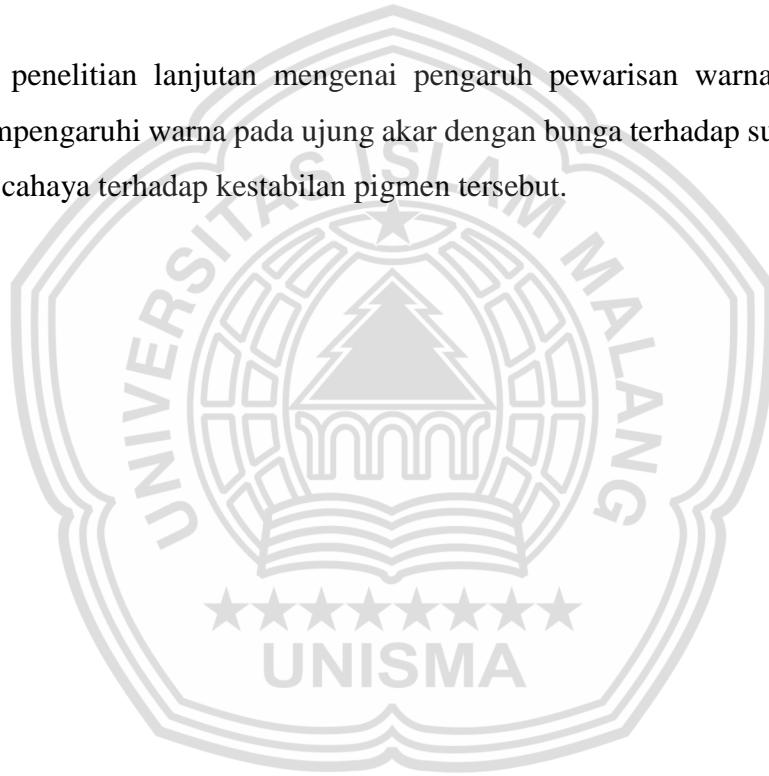 penelitian lanjutan mengenai pengaruh pewarisan warna
mpengaruhi warna pada ujung akar dengan bunga terhadap su
cahaya terhadap kestabilan pigmen tersebut.
UNIVERSITAS ISLAM MALANG
UNISMA